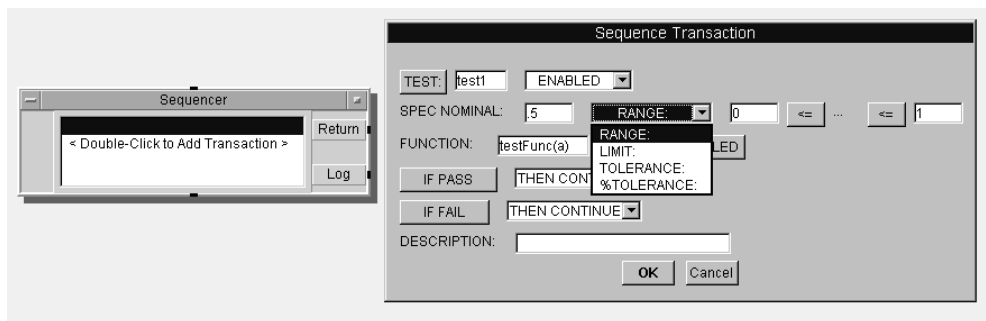 Sequencer
< Double-Click to Add Transaction >
Return
Log
Sequence Transaction
TEST: test1 ENABLED
SPEC NOMINAL: .5 RANGE: 0 <= ... <= 1
RANGE:
FUNCTION: testFunc(a) LED
LIMIT:
TOLERANCE:
IF PASS THEN CONT
%TOLERANCE:
IF FAIL THEN CONTINUE
DESCRIPTION:
OK Cancel